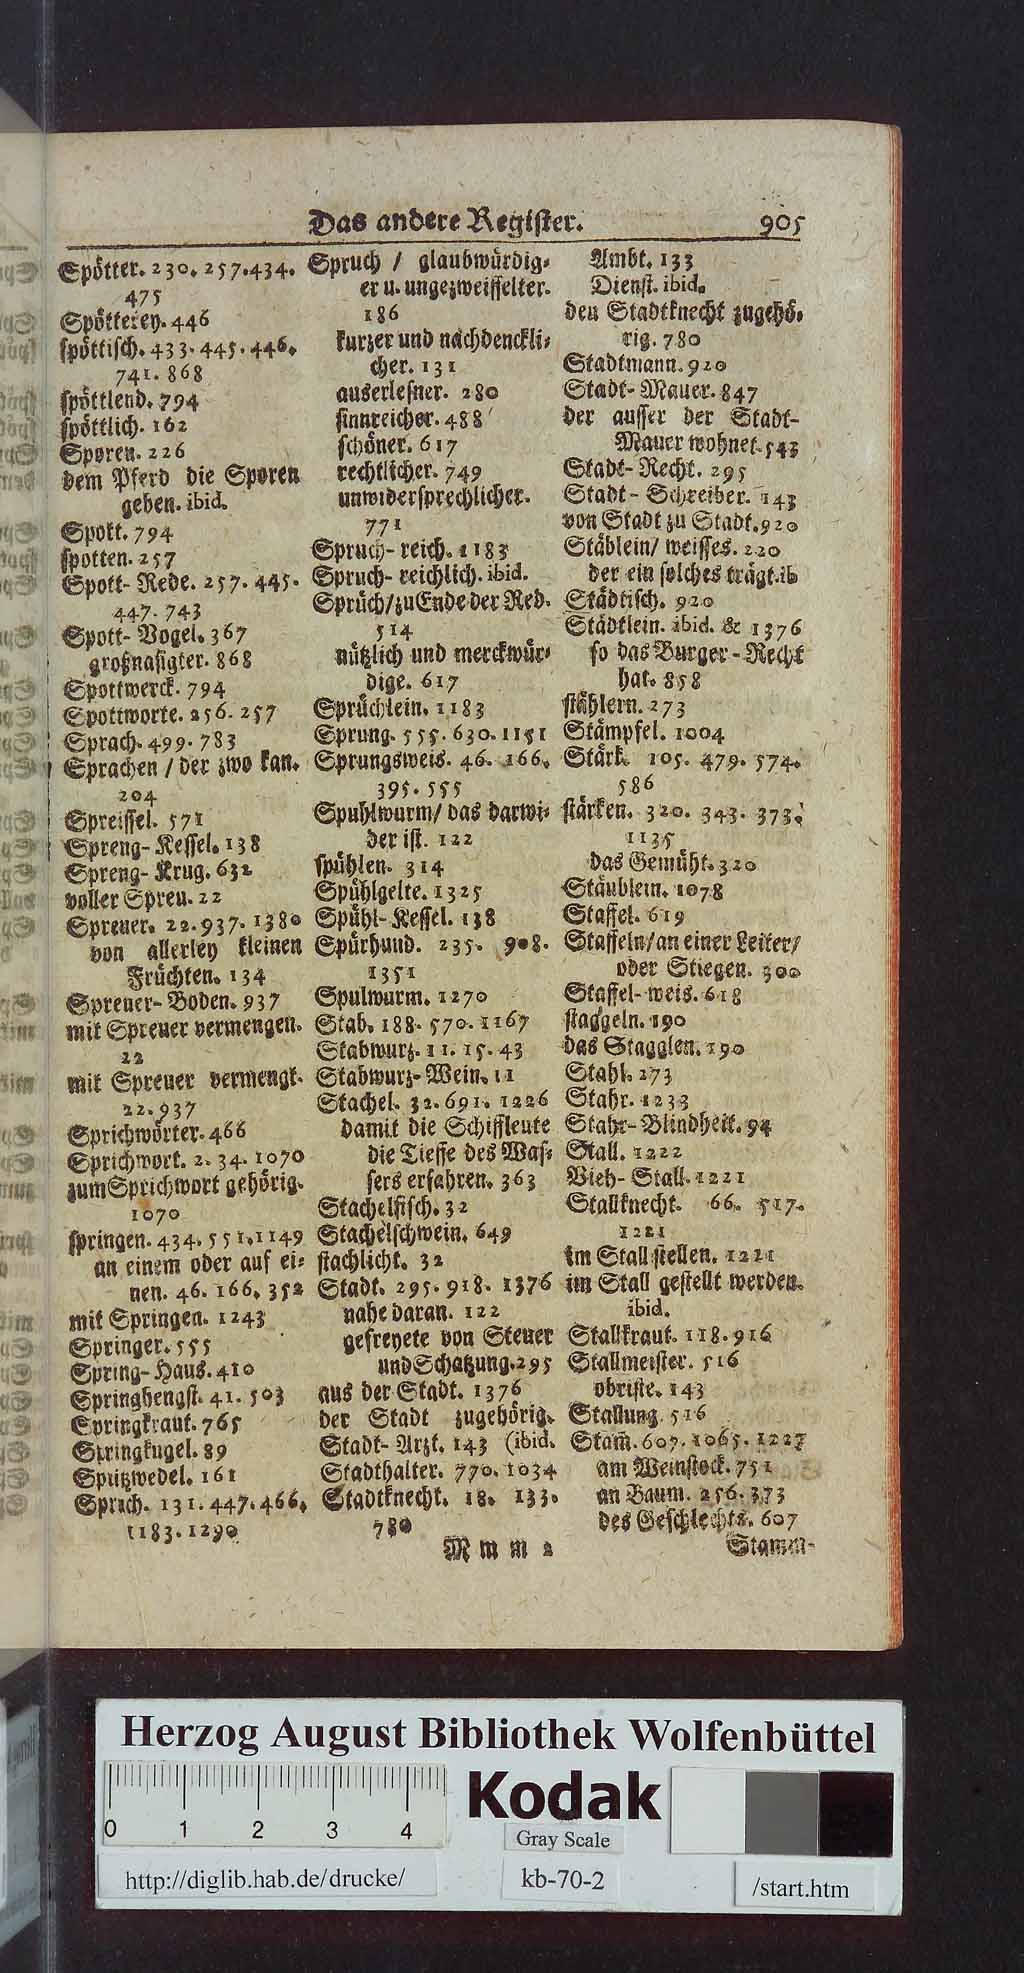 Das andere Register. 905
Spötter. 230. 257. 434.
475
Spötterey. 446
spöttisch. 433. 445. 446.
741. 868
spöttlend. 794
spöttlich. 162
Sporen. 226
dem Pferd die Sporen
geben. ibid.
Spott. 794
spotten. 257
Spott-Rede. 257. 445.
447. 743
Spott-Vogel. 367
großnasigter. 868
Spottwerck. 794
Spottworte. 256. 257
Sprach. 499. 783
Sprachen / der zwo kan.
204
Spreissel. 571
Spreng-Kessel. 138
Spreng-Krug. 632
voller Spreu. 22
Spreuer. 22. 937. 1380
von allerley kleinen
Früchten. 134
Spreuer-Boden. 937
mit Spreuer vermengen.
22
mit Spreuer vermengt.
22. 937
Sprichwörter. 466
Sprichwort. 2. 34. 1070
zum Sprichwort gehörig.
1070
springen. 434. 551. 1149
an einem oder auf ei-
nen. 46. 166. 352
mit Springen. 1243
Springer. 555
Spring-Haus. 410
Springhengst. 41. 503
Springkraut. 765
Springkugel. 89
Spritzwedel. 161
Spruch. 131. 447. 466.
1183. 1290
Spruch / glaubwürdig-
er u. ungezweiffelter.
186
kurzer und nachdenckli-
cher. 131
auserlesner. 280
sinnreicher. 488
schöner. 617
rechtlicher. 749
unwidersprechlicher.
771
Spruch-reich. 1183
Spruch-reichlich. ibid.
Sprüch/zu Ende der Red.
514
nützlich und merckwür-
dige. 617
Sprüchlein. 1183
Sprung. 555. 630. 1151
Sprungsweis. 46. 166.
395. 555
Spuhlwurm/ das darwi-
der ist. 122
spühlen. 314
Spühlgelte. 1325
Spühl-Kessel. 138
Spürhund. 235. 908.
1351
Spulwurm. 1270
Stab. 188. 570. 1167
Stabwurz. 11. 15. 43
Stabwurz-Wein. 11
Stachel. 32. 691. 1226
damit die Schiffleute
die Tieffe des Was-
sers erfahren. 363
Stachelfisch. 32
Stachelschwein. 649
stachlicht. 32
Stadt. 295. 918. 1376
nahe daran. 122
gefreyete von Steuer
und Schatzung. 295
aus der Stadt. 1376
der Stadt zugehörig.
Stadt-Arzt. 143 (ibid.
Stadthalter. 770. 1034
Stadtknecht. 18. 133.
780
Ambt. 133
Dienst. ibid.
den Stadtknecht zugehö-
rig. 780
Stadtmann. 920
Stadt-Mauer. 847
der ausser der Stadt-
Mauer wohnet. 543
Stadt-Recht. 295
Stadt-Schreiber. 143
von Stadt zu Stadt. 920
Stäblein/ weisses. 220
der ein solches trägt. ib
Städtisch. 920
Städtlein. ibid. & 1376
so das Burger-Recht
hat. 858
stählern. 273
Stämpfel. 1004
Stärk. 105. 479. 574.
586
stärken. 320. 343. 373.
1135
das Gemüht. 320
Stäublein. 1078
Staffel. 619
Staffeln/an einer Leiter/
oder Stiegen. 300
Staffel-weis. 618
staggeln. 190
das Stagglen. 190
Stahl. 273
Stahr. 1233
Stahr-Blindheit. 94
Stall. 1222
Vieh-Stall. 1221
Stallknecht. 66. 517.
1221
im Stall stellen. 1221
im Stall gestellt werden.
ibid.
Stallkraut. 118. 916
Stallmeister. 516
obriste. 143
Stallung. 516
Stam̃. 607. 1065. 1227
am Weinstock. 751
an Baum. 256. 373
des Geschlechts. 607
Mmm 2 Stamm-
Herzog August Bibliothek Wolfenbüttel
0 1 2 3 4
Kodak
Gray Scale
http://diglib.hab.de/drucke/
kb-70-2
/start.htm